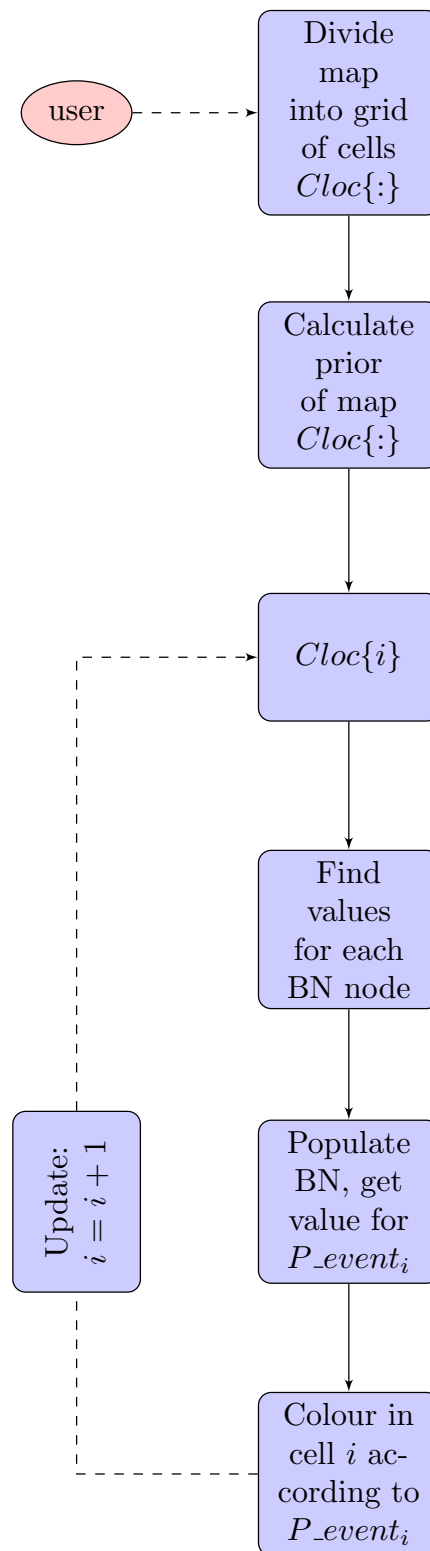 user
Divide
map
into grid
of cells
Cloc{:}
Calculate
prior
of map
Cloc{:}
Cloc{i}
Find
values
for each
BN node
Update:
i = i + 1
Populate
BN, get
value for
P_event_i
Colour in
cell i ac-
cording to
P_event_i